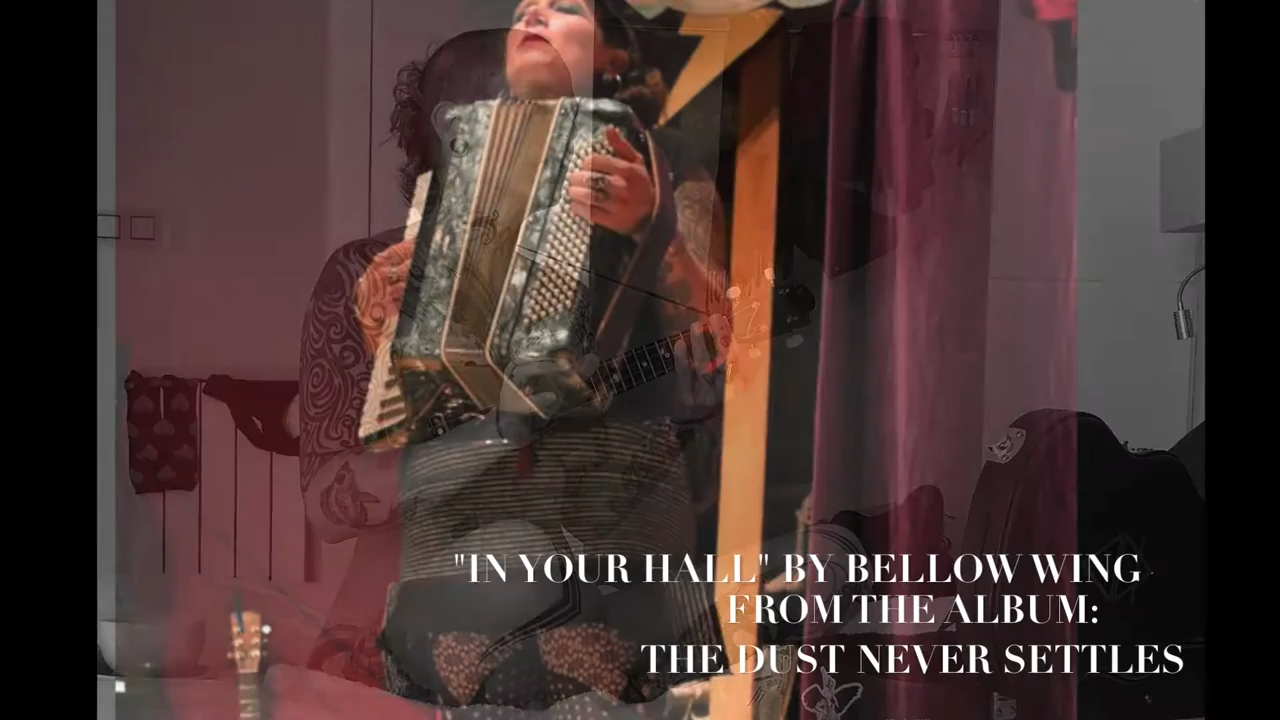 "IN YOUR HALL" BY BELLOW WING
FROM THE ALBUM:
THE DUST NEVER SETTLES